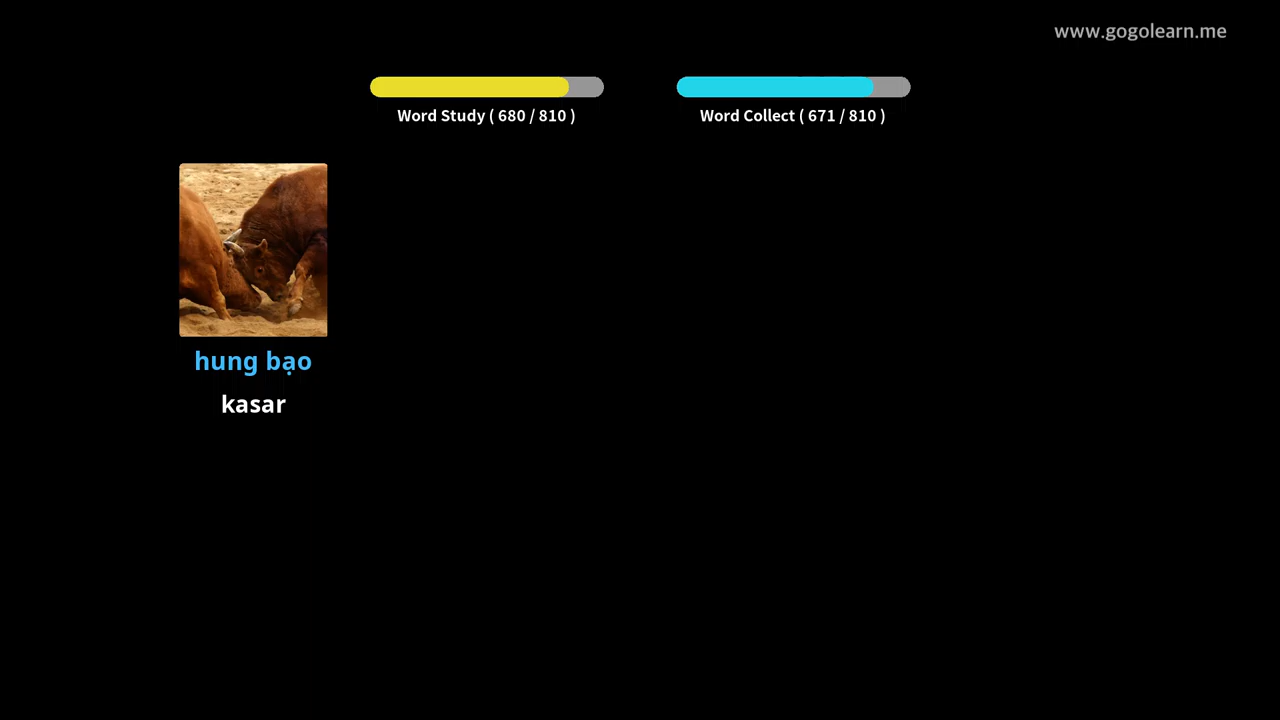 www.gogolearn.me
Word Study ( 680 / 810 )
Word Collect ( 671 / 810 )
hung bạo
kasar